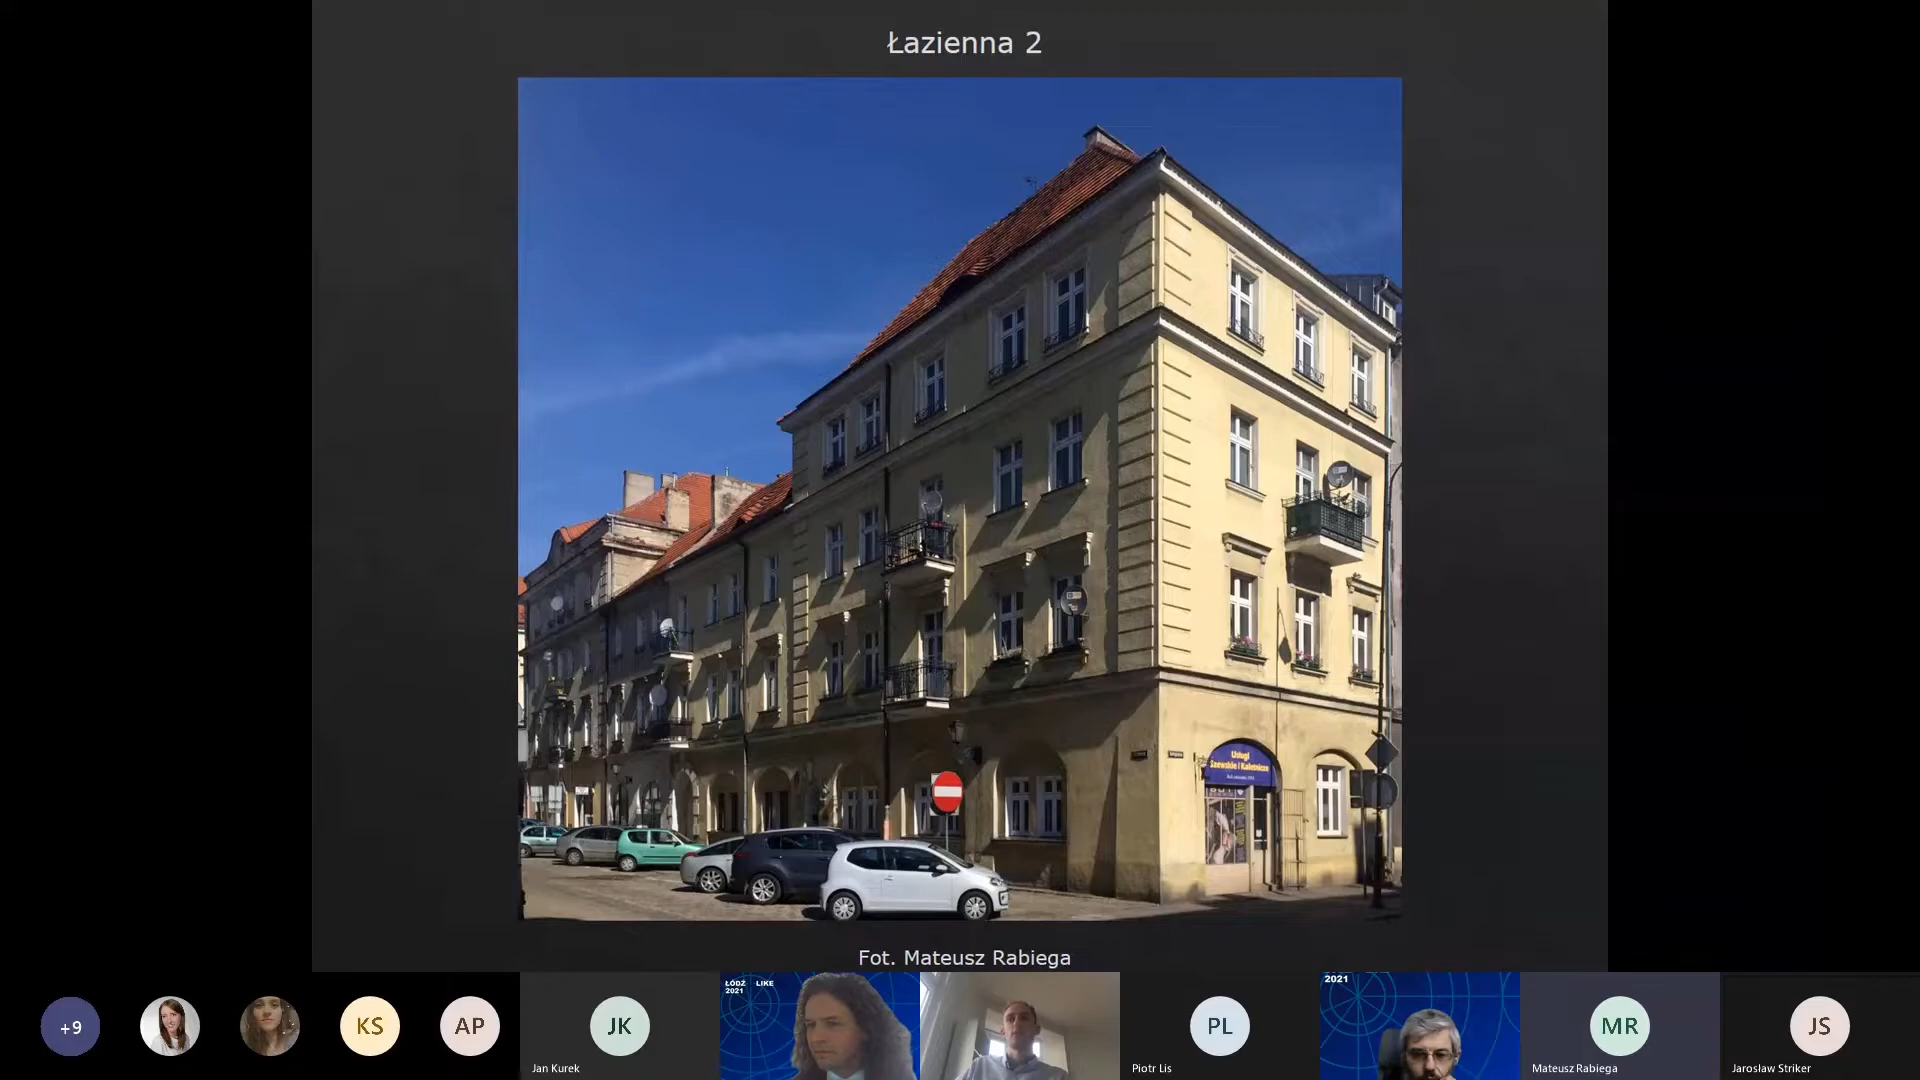 Łazienna 2
Usługi
Szewskie i Kaletnicze
Fot. Mateusz Rabiega
+9
KS
AP
JK
Jan Kurek
ŁÓDŹ LIKE
2021
PL
Piotr Lis
2021
MR
Mateusz Rabiega
JS
Jarosław Striker